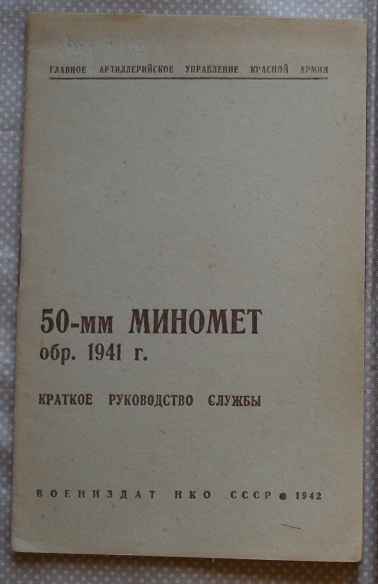 ГЛАВНОЕ АРТИЛЛЕРИЙСКОЕ УПРАВЛЕНИЕ КРАСНОЙ АРМИИ
50-мм МИНОМЕТ
обр. 1941 г.
КРАТКОЕ РУКОВОДСТВО СЛУЖБЫ
ВОЕНИЗДАТ НКО СССР ● 1942